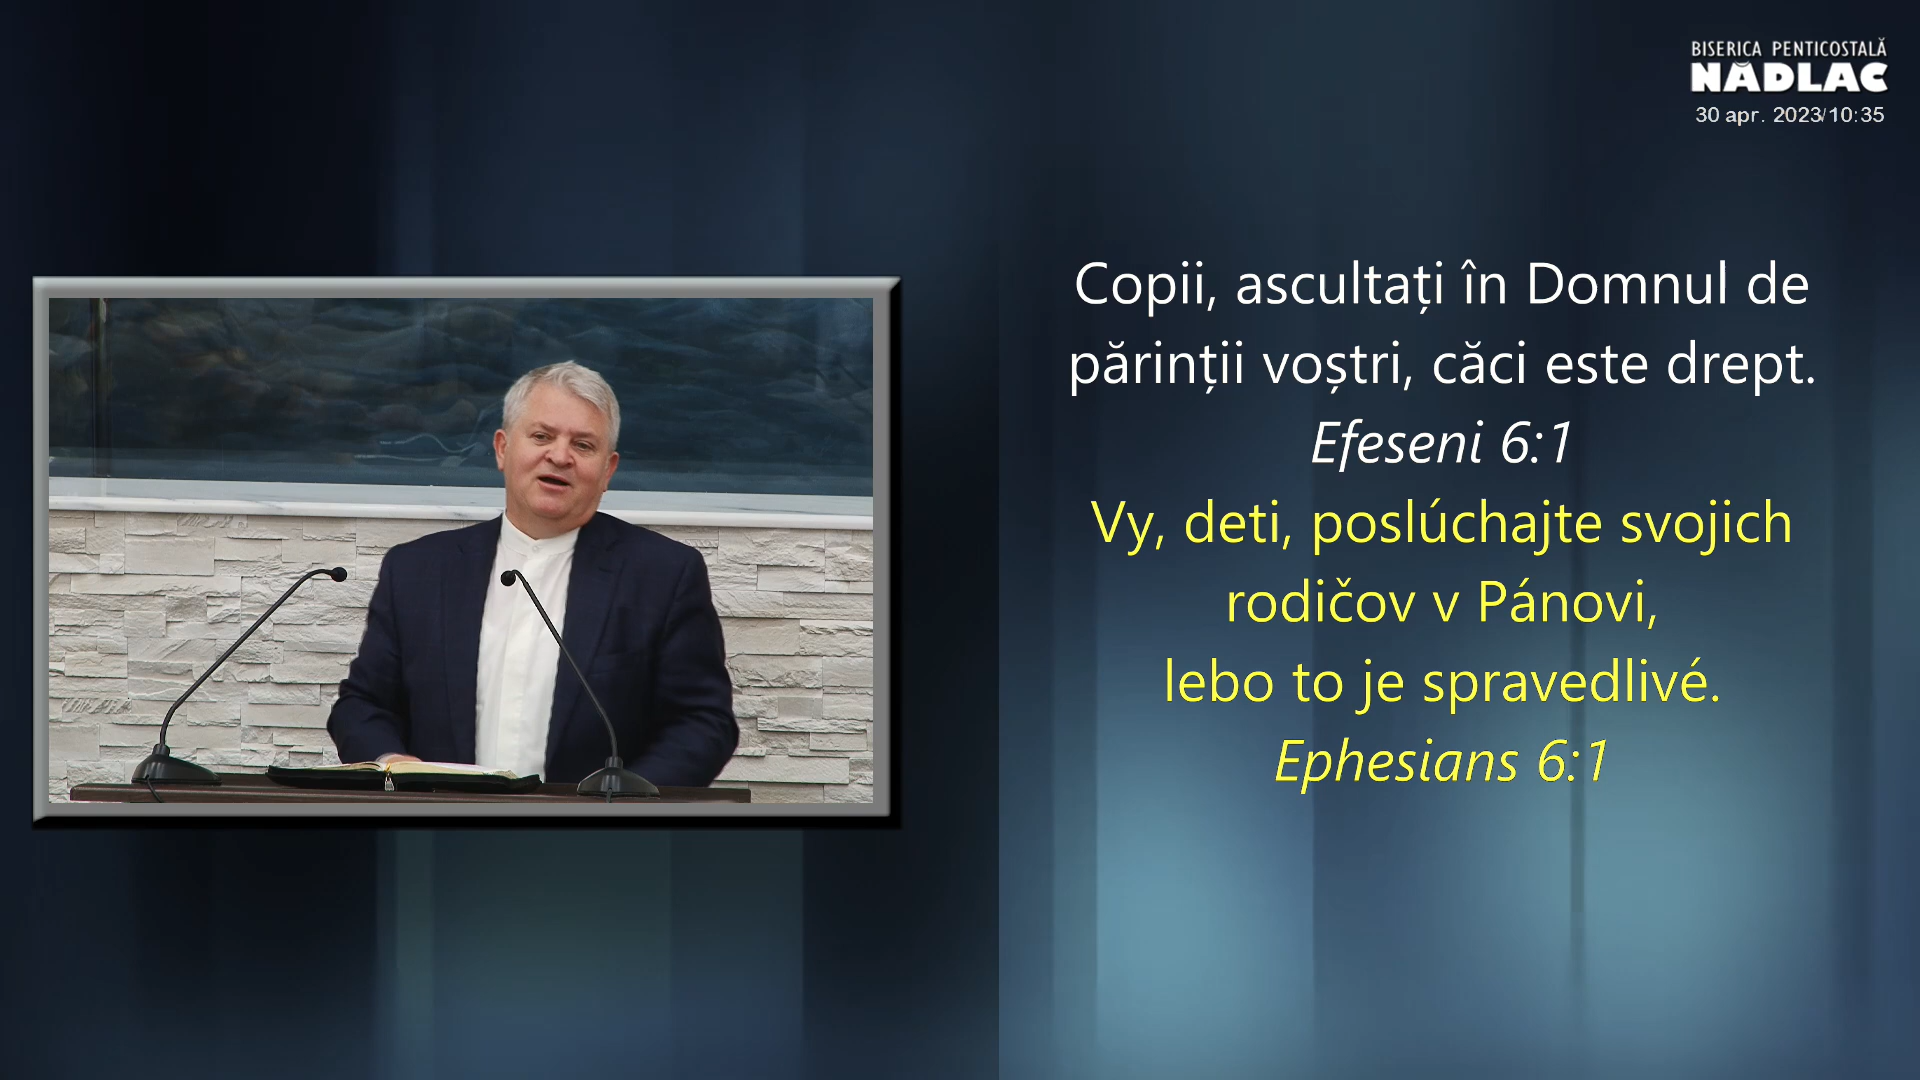 BISERICA PENTICOSTALĂ
NĂDLAC
30 apr. 2023/10:35
Copii, ascultați în Domnul de
părinții voștri, căci este drept.
Efeseni 6:1
Vy, deti, poslúchajte svojich
rodičov v Pánovi,
lebo to je spravedlivé.
Ephesians 6:1